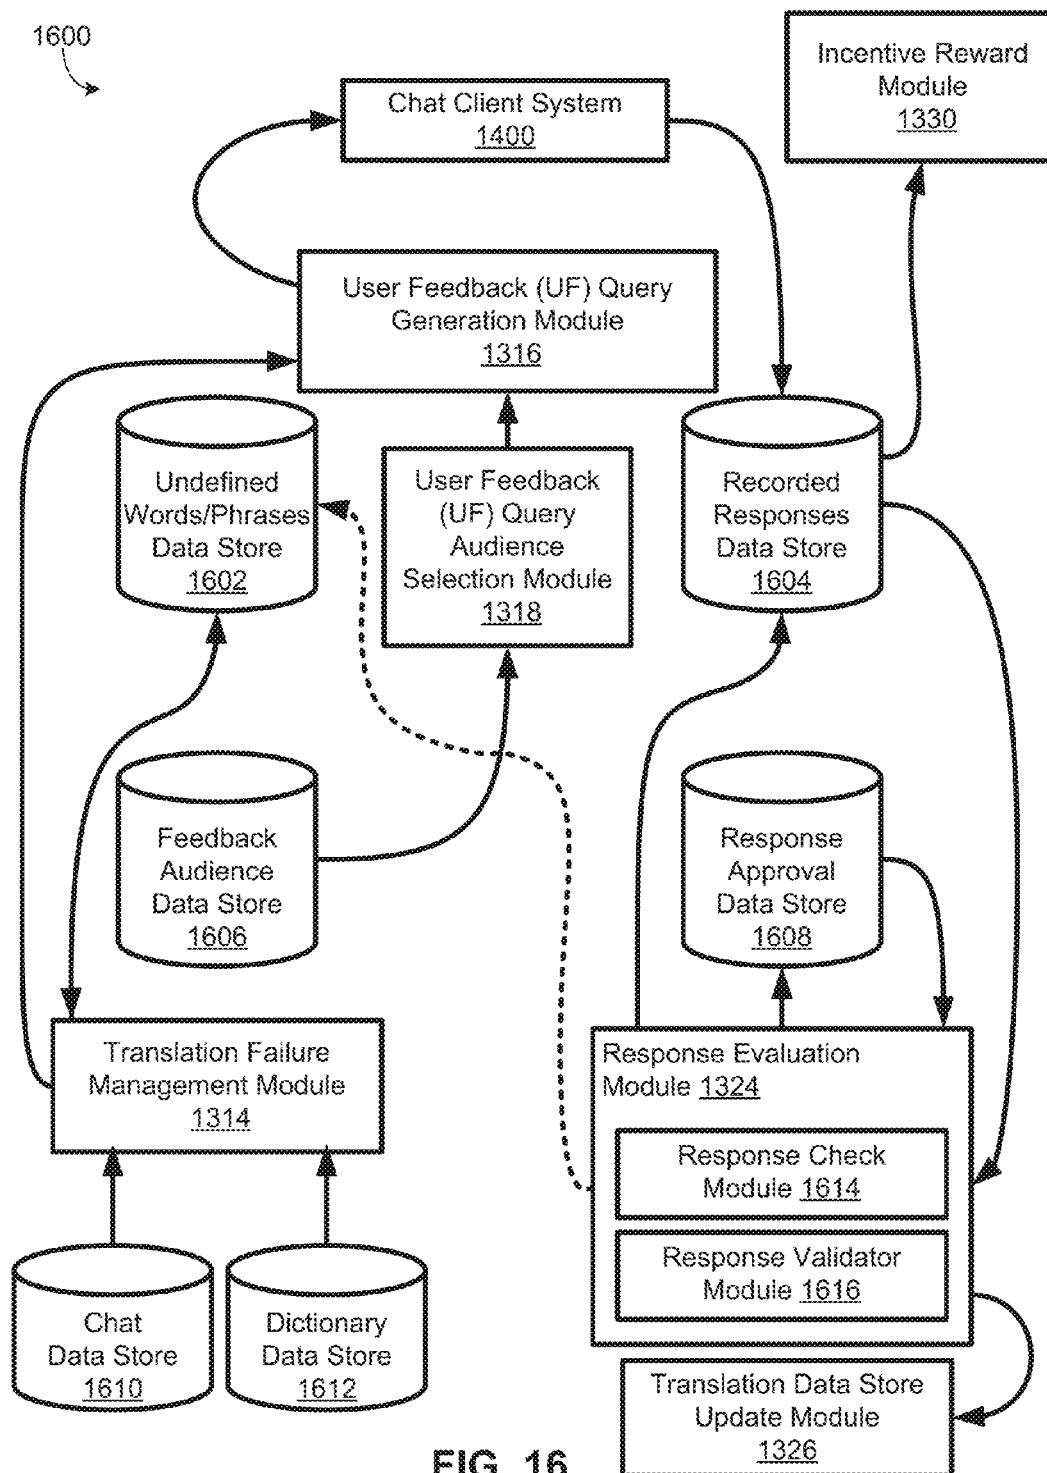 1600
Incentive Reward
Module
1330
Chat Client System
1400
User Feedback (UF) Query
Generation Module
1316
Undefined
Words/Phrases
Data Store
1602
User Feedback
(UF) Query
Audience
Selection Module
1318
Recorded
Responses
Data Store
1604
Feedback
Audience
Data Store
1606
Response
Approval
Data Store
1608
Translation Failure
Management Module
1314
Response Evaluation
Module 1324
Response Check
Module 1614
Response Validator
Module 1616
Chat
Data Store
1610
Dictionary
Data Store
1612
Translation Data Store
Update Module
1326
FIG. 16